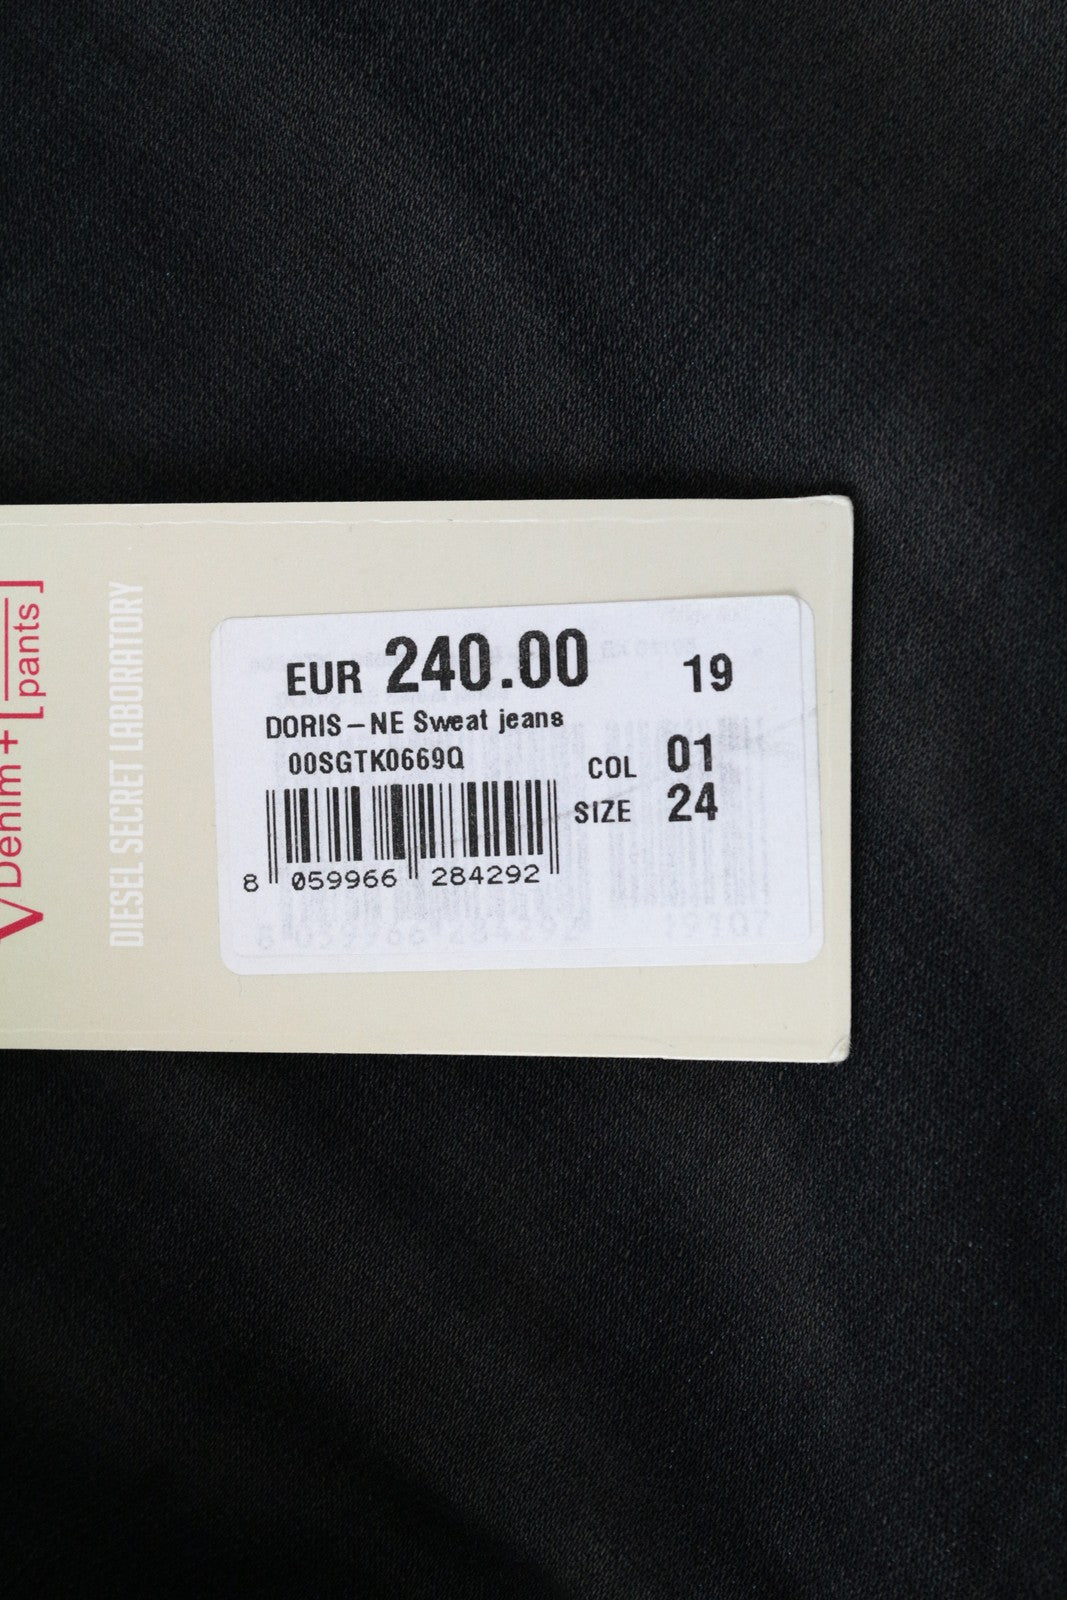 Denim + [pants]
DIESEL SECRET LABORATORY
EUR 240.00 19
DORIS-NE Sweat jeans
00SGTK0669Q
COL 01
SIZE 24
8 059966 284292